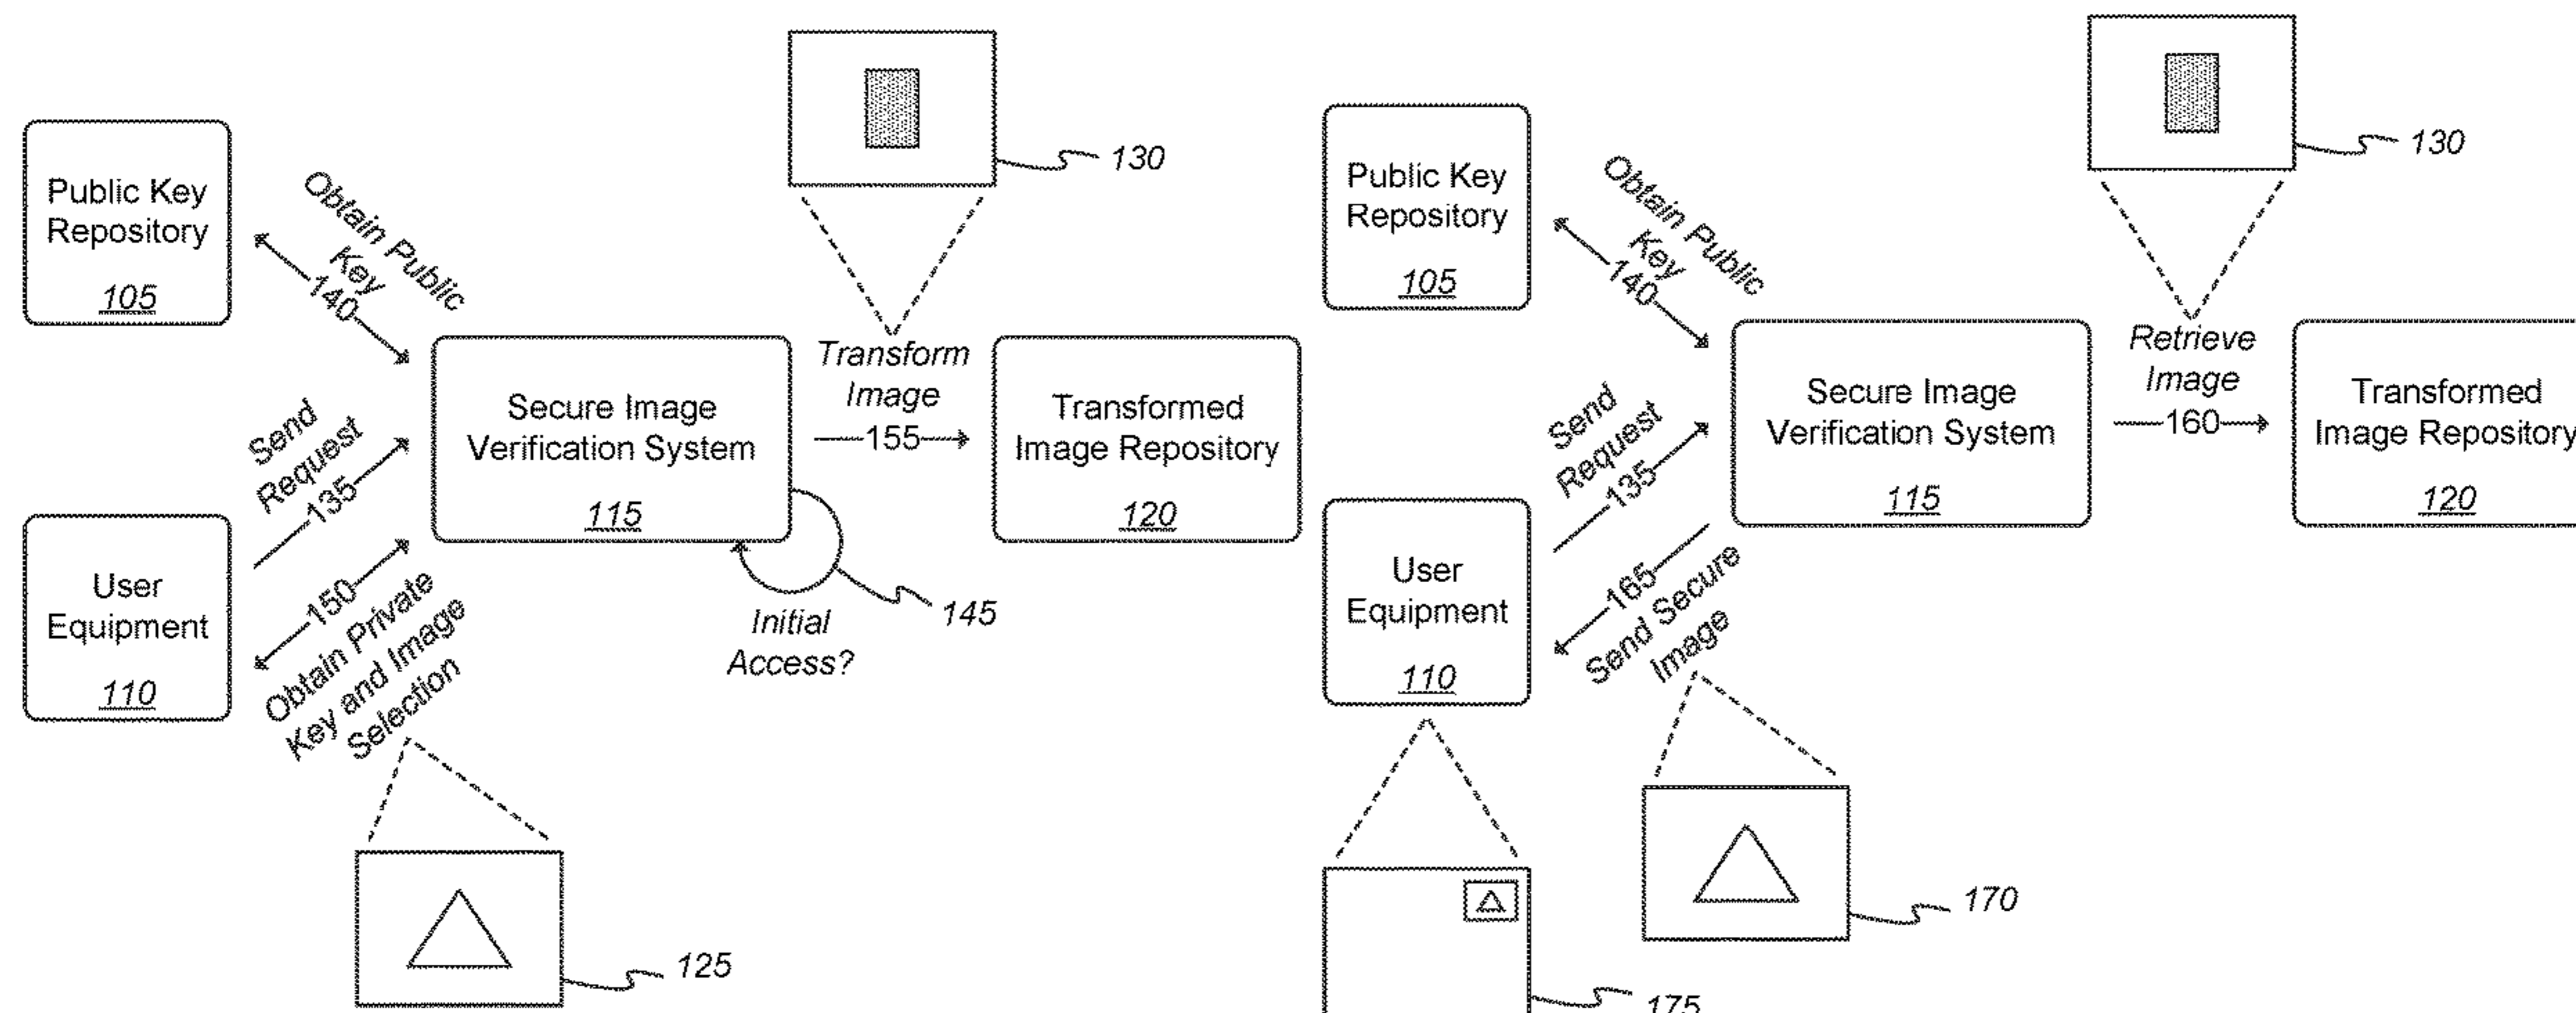 Public Key
Repository
105
Obtain Public
Key
140
130
Transform
Image
155
Secure Image
Verification System
115
Transformed
Image Repository
120
Send
Request
135
User
Equipment
110
150
Obtain Private
Key and Image
Selection
Initial
Access?
145
125
Public Key
Repository
105
Obtain Public
Key
140
130
Retrieve
Image
160
Secure Image
Verification System
115
Transformed
Image Repository
120
Send
Request
135
User
Equipment
110
165
Send Secure
Image
170
175